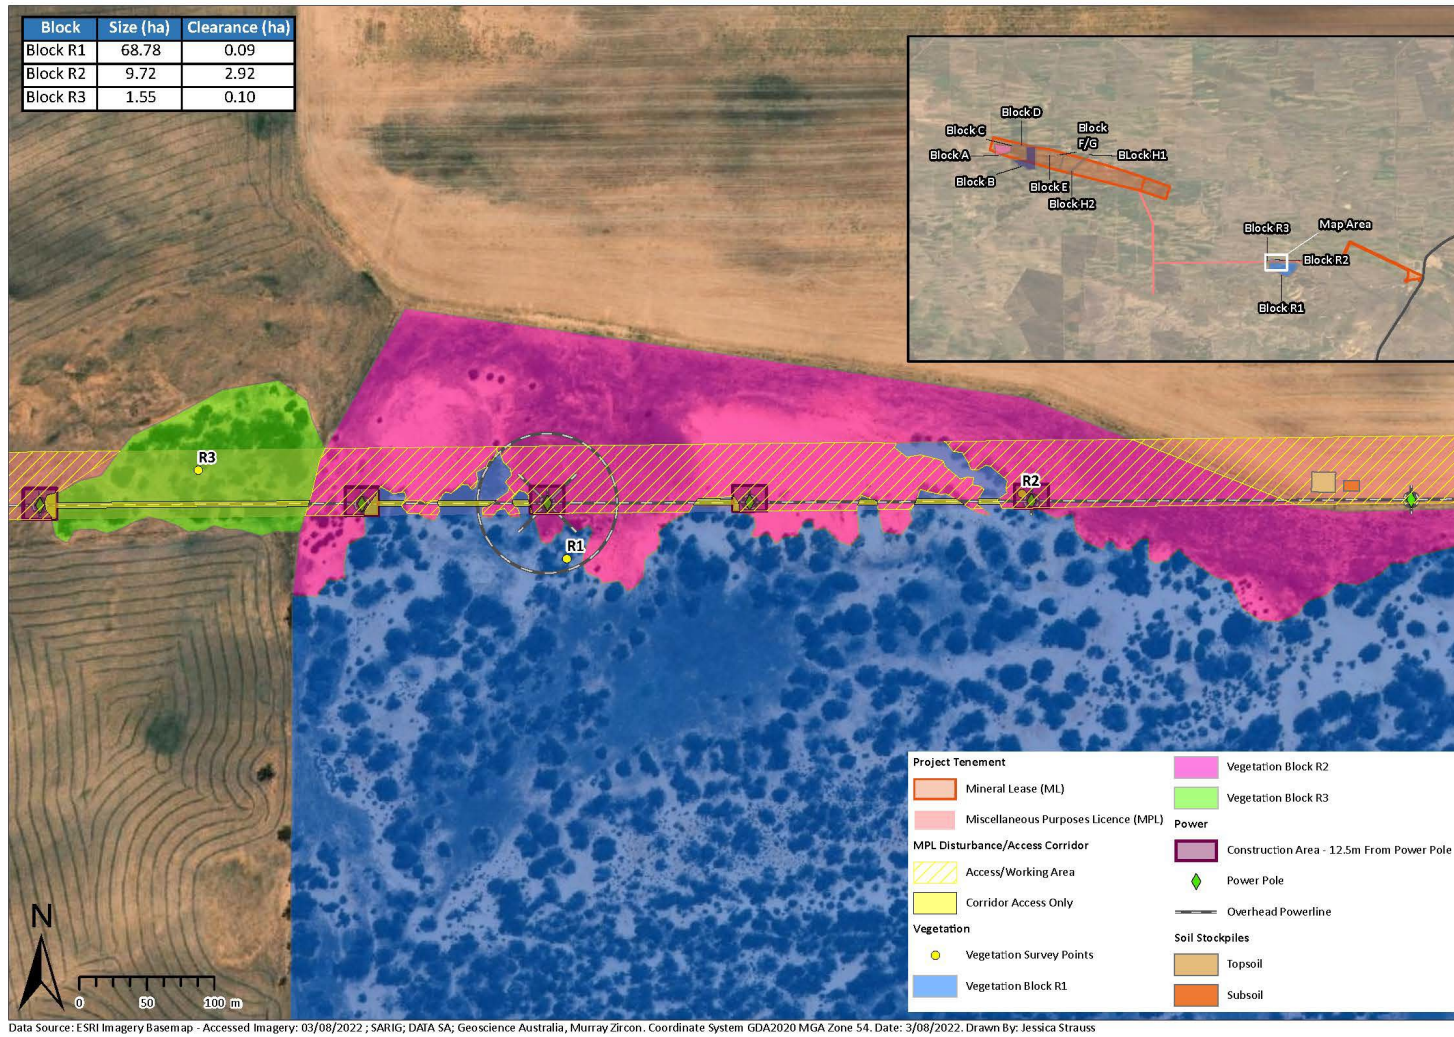 Block Size (ha) Clearance (ha)
Block R1 68.78 0.09
Block R2 9.72 2.92
Block R3 1.55 0.10
Block D
Block C
Block
F/G
Block A
BLock H1
Block B
Block E
Block H2
Block R3
Map Area
Block R2
Block R1
R3
R2
R1
Project Tenement
Mineral Lease (ML)
Miscellaneous Purposes Licence (MPL)
MPL Disturbance/Access Corridor
Access/Working Area
Corridor Access Only
Vegetation
Vegetation Survey Points
Vegetation Block R1
Vegetation Block R2
Vegetation Block R3
Power
Construction Area - 12.5m From Power Pole
Power Pole
Overhead Powerline
Soil Stockpiles
Topsoil
Subsoil
N
0 50 100 m
Data Source: ESRI Imagery Basemap - Accessed Imagery: 03/08/2022 ; SARIG; DATA SA; Geoscience Australia, Murray Zircon. Coordinate System GDA2020 MGA Zone 54. Date: 3/08/2022. Drawn By: Jessica Strauss